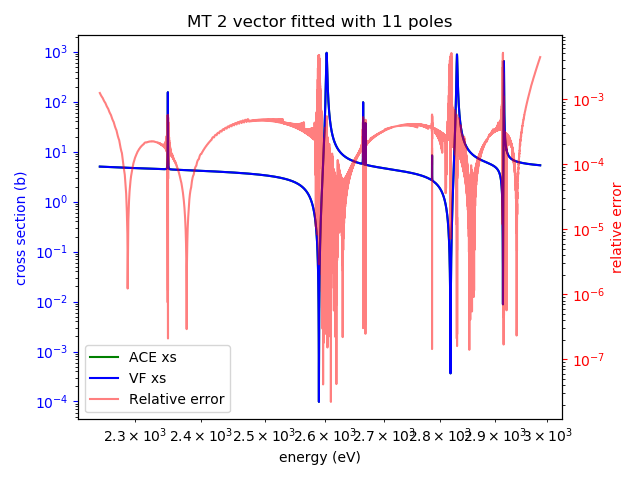 MT 2 vector fitted with 11 poles
10³
10²
10¹
10⁰
10⁻¹
10⁻²
10⁻³
10⁻⁴
cross section (b)
10⁻³
10⁻⁴
10⁻⁵
10⁻⁶
10⁻⁷
relative error
ACE xs
VF xs
Relative error
2.3 × 10³ 2.4 × 10³ 2.5 × 10³ 2.6 × 10³ 2.7 × 10³ 2.8 × 10³ 2.9 × 10³ 3 × 10³
energy (eV)